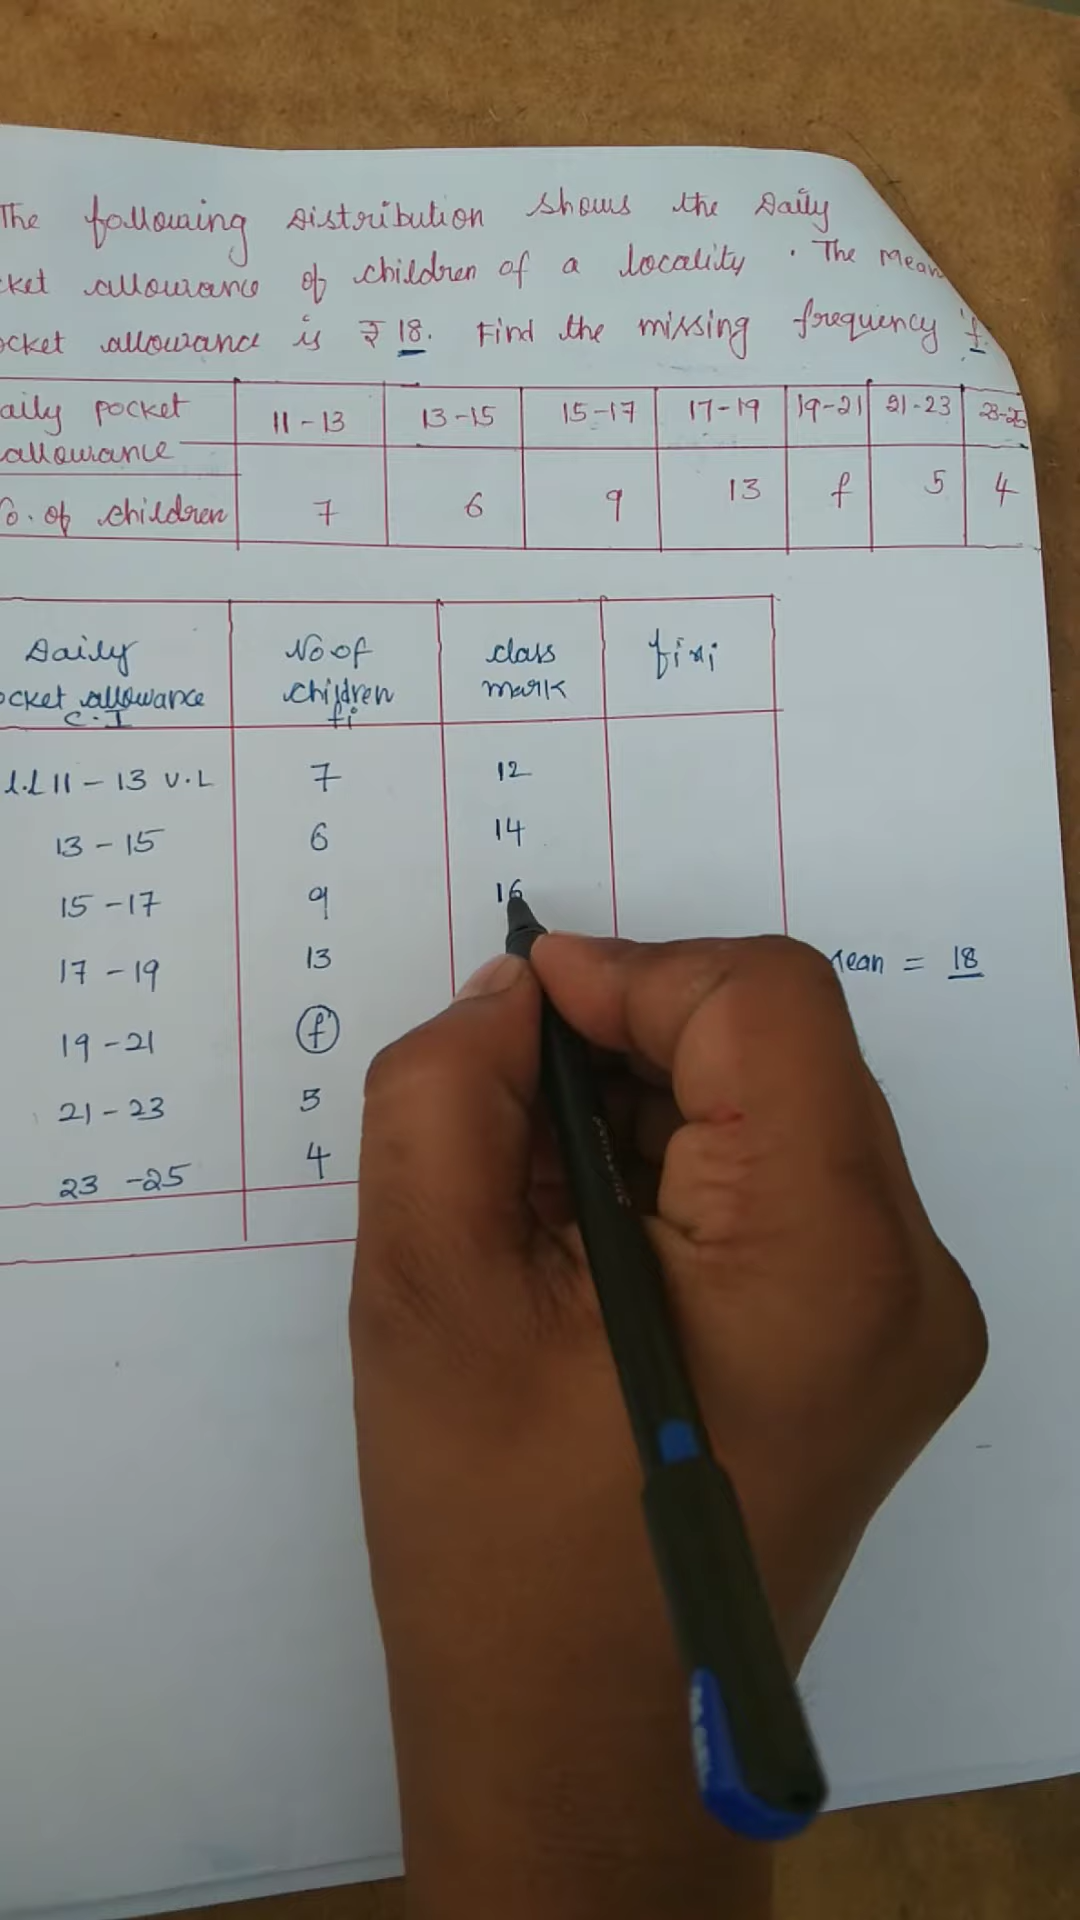 The following Distribution shows the Daily
cket allowance of children of a locality . The Mean
ocket allowance is ₹ 18. Find the missing frequency 'f.
aily pocket allowance 11-13 13-15 15-17 17-19 19-21 21-23 23-25
o. of children 7 6 9 13 f 5 4
Daily ocket allowance C.I No of children fi class mark fixi
l.L 11-13 U.L 7 12
13-15 6 14
15-17 9 16
17-19 13
Mean = 18
19-21 f
21-23 5
23-25 4